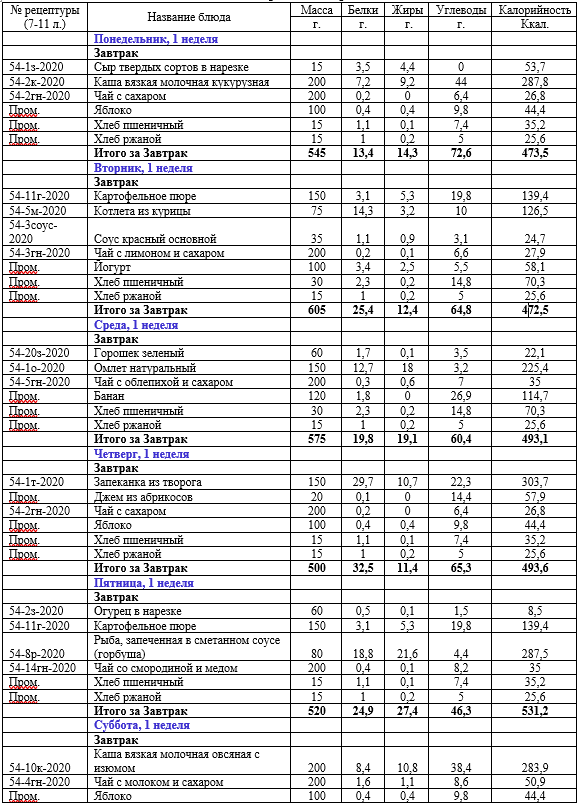 № рецептуры (7-11 л.) Название блюда Масса г. Белки г. Жиры г. Углеводы г. Калорийность Ккал.
Понедельник, 1 неделя
Завтрак
54-1з-2020 Сыр твердых сортов в нарезке 15 3,5 4,4 0 53,7
54-2к-2020 Каша вязкая молочная кукурузная 200 7,2 9,2 44 287,8
54-2гн-2020 Чай с сахаром 200 0,2 0 6,4 26,8
Пром. Яблоко 100 0,4 0,4 9,8 44,4
Пром. Хлеб пшеничный 15 1,1 0,1 7,4 35,2
Пром. Хлеб ржаной 15 1 0,2 5 25,6
Итого за Завтрак 545 13,4 14,3 72,6 473,5
Вторник, 1 неделя
Завтрак
54-11г-2020 Картофельное пюре 150 3,1 5,3 19,8 139,4
54-5м-2020 Котлета из курицы 75 14,3 3,2 10 126,5
54-3соус-
2020 Соус красный основной 35 1,1 0,9 3,1 24,7
54-3гн-2020 Чай с лимоном и сахаром 200 0,2 0,1 6,6 27,9
Пром. Йогурт 100 3,4 2,5 5,5 58,1
Пром. Хлеб пшеничный 30 2,3 0,2 14,8 70,3
Пром. Хлеб ржаной 15 1 0,2 5 25,6
Итого за Завтрак 605 25,4 12,4 64,8 472,5
Среда, 1 неделя
Завтрак
54-20з-2020 Горошек зеленый 60 1,7 0,1 3,5 22,1
54-1о-2020 Омлет натуральный 150 12,7 18 3,2 225,4
54-5гн-2020 Чай с облепихой и сахаром 200 0,3 0,6 7 35
Пром. Банан 120 1,8 0 26,9 114,7
Пром. Хлеб пшеничный 30 2,3 0,2 14,8 70,3
Пром. Хлеб ржаной 15 1 0,2 5 25,6
Итого за Завтрак 575 19,8 19,1 60,4 493,1
Четверг, 1 неделя
Завтрак
54-1т-2020 Запеканка из творога 150 29,7 10,7 22,3 303,7
Пром. Джем из абрикосов 20 0,1 0 14,4 57,9
54-2гн-2020 Чай с сахаром 200 0,2 0 6,4 26,8
Пром. Яблоко 100 0,4 0,4 9,8 44,4
Пром. Хлеб пшеничный 15 1,1 0,1 7,4 35,2
Пром. Хлеб ржаной 15 1 0,2 5 25,6
Итого за Завтрак 500 32,5 11,4 65,3 493,6
Пятница, 1 неделя
Завтрак
54-2з-2020 Огурец в нарезке 60 0,5 0,1 1,5 8,5
54-11г-2020 Картофельное пюре 150 3,1 5,3 19,8 139,4
Рыба, запеченная в сметанном соусе
54-8р-2020 (горбуша) 80 18,8 21,6 4,4 287,5
54-14гн-2020 Чай со смородиной и медом 200 0,4 0,1 8,2 35
Пром. Хлеб пшеничный 15 1,1 0,1 7,4 35,2
Пром. Хлеб ржаной 15 1 0,2 5 25,6
Итого за Завтрак 520 24,9 27,4 46,3 531,2
Суббота, 1 неделя
Завтрак
Каша вязкая молочная овсяная с
54-10к-2020 изюмом 200 8,4 10,8 38,4 283,9
54-4гн-2020 Чай с молоком и сахаром 200 1,6 1,1 8,6 50,9
Пром. Яблоко 100 0,4 0,4 9,8 44,4